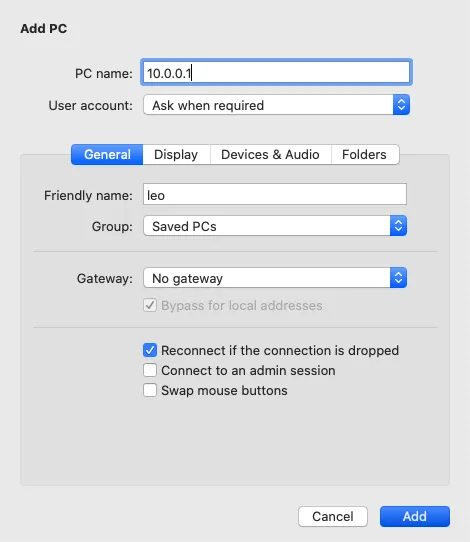 Add PC
PC name: 10.0.0.1
User account: Ask when required
General Display Devices & Audio Folders
Friendly name: leo
Group: Saved PCs
Gateway: No gateway
Bypass for local addresses
Reconnect if the connection is dropped
Connect to an admin session
Swap mouse buttons
Cancel Add